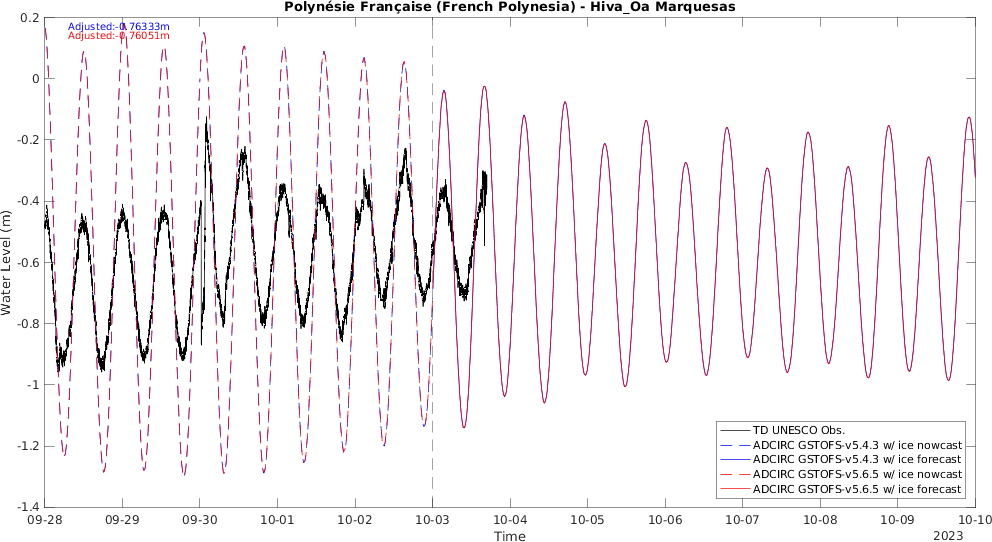 Polynésie Française (French Polynesia) - Hiva_Oa Marquesas
Adjusted:-0.76333m
Adjusted:-0.76051m
Water Level (m)
0.2
0
-0.2
-0.4
-0.6
-0.8
-1
-1.2
-1.4
TD UNESCO Obs.
ADCIRC GSTOFS-v5.4.3 w/ ice nowcast
ADCIRC GSTOFS-v5.4.3 w/ ice forecast
ADCIRC GSTOFS-v5.6.5 w/ ice nowcast
ADCIRC GSTOFS-v5.6.5 w/ ice forecast
09-28 09-29 09-30 10-01 10-02 10-03 10-04 10-05 10-06 10-07 10-08 10-09 10-10
Time
2023